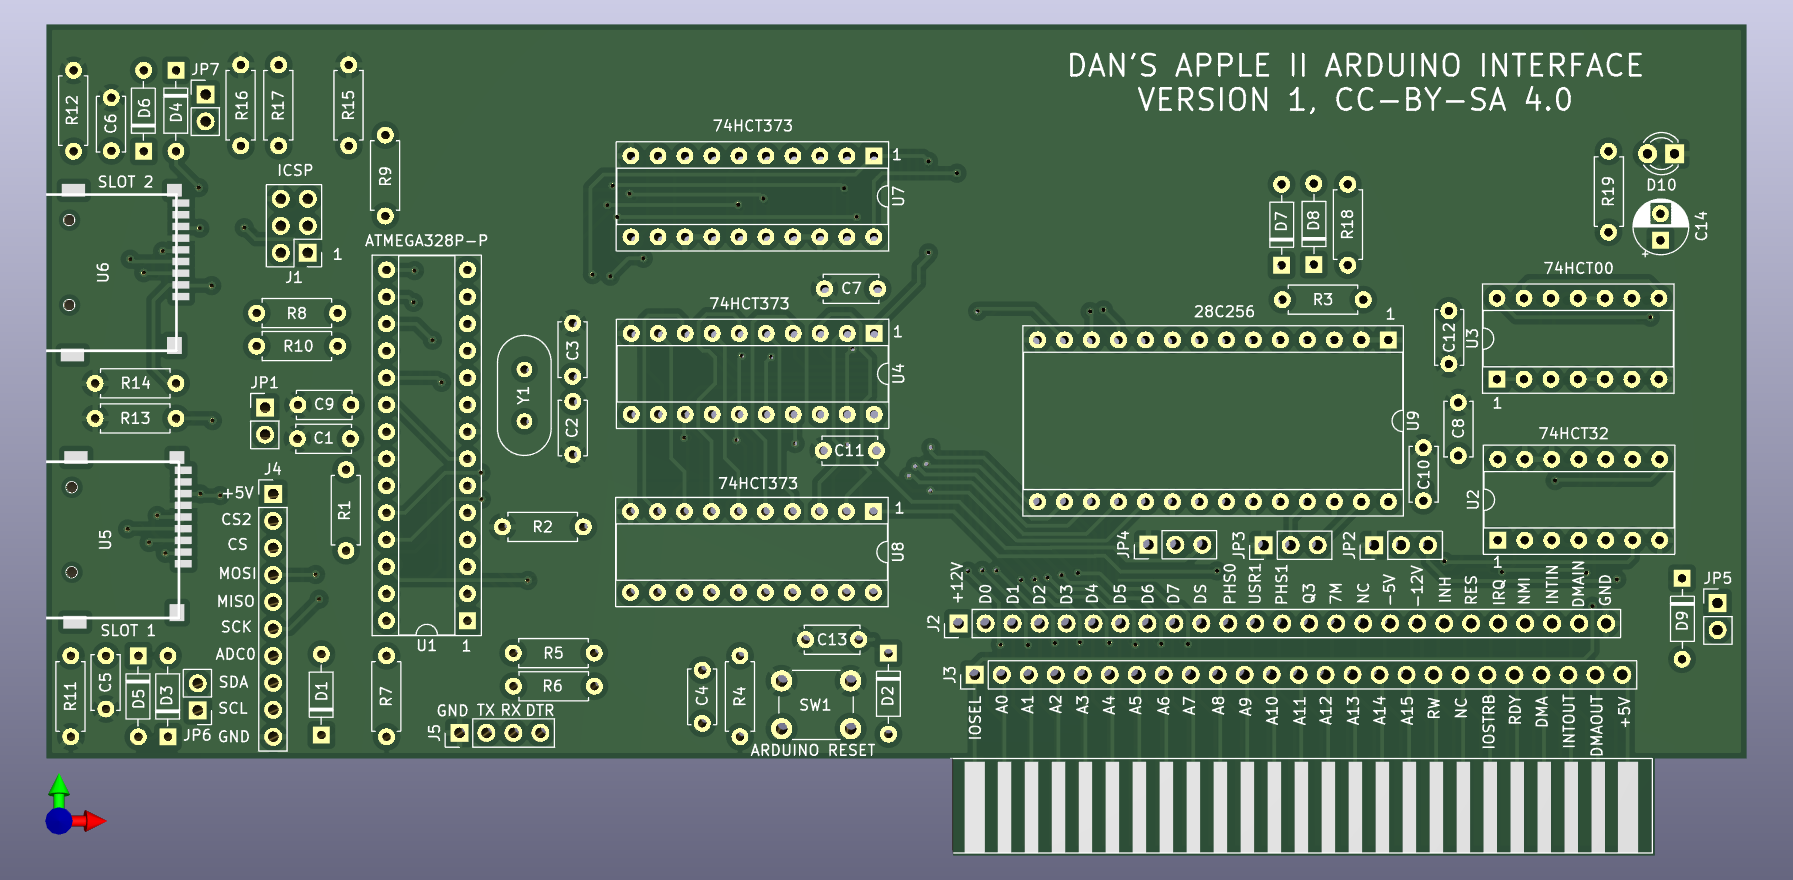 DAN'S APPLE II ARDUINO INTERFACE
VERSION 1, CC-BY-SA 4.0
R12
C6
D6
D4
JP7
R16
R17
R15
R9
SLOT 2
ICSP
1
J1
U6
ATMEGA328P-P
74HCT373
1
U7
D7
D8
R18
R19
D10
C14
+
R8
R10
C7
R3
74HCT00
U3
1
C12
28C256
1
U9
74HCT373
1
U4
Y1
C3
C2
R14
R13
JP1
C9
C1
C11
C8
C10
74HCT32
U2
1
74HCT373
1
U8
R2
R1
U5
SLOT 1
J4
+5V
CS2
CS
MOSI
MISO
SCK
ADC0
SDA
SCL
GND
U1
1
JP4
JP3
JP2
JP5
D9
J2
+12V
D0
D1
D2
D3
D4
D5
D6
D7
DS
PHS0
USR1
PHS1
Q3
7M
NC
-5V
-12V
INH
RES
IRQ
NMI
INTIN
DMAIN
GND
J3
IOSEL
A0
A1
A2
A3
A4
A5
A6
A7
A8
A9
A10
A11
A12
A13
A14
A15
RW
NC
IOSTRB
RDY
DMA
INTOUT
DMAOUT
+5V
R11
C5
D5
D3
JP6
D1
R7
R5
R6
GND TX RX DTR
J5
C4
R4
C13
SW1
D2
ARDUINO RESET